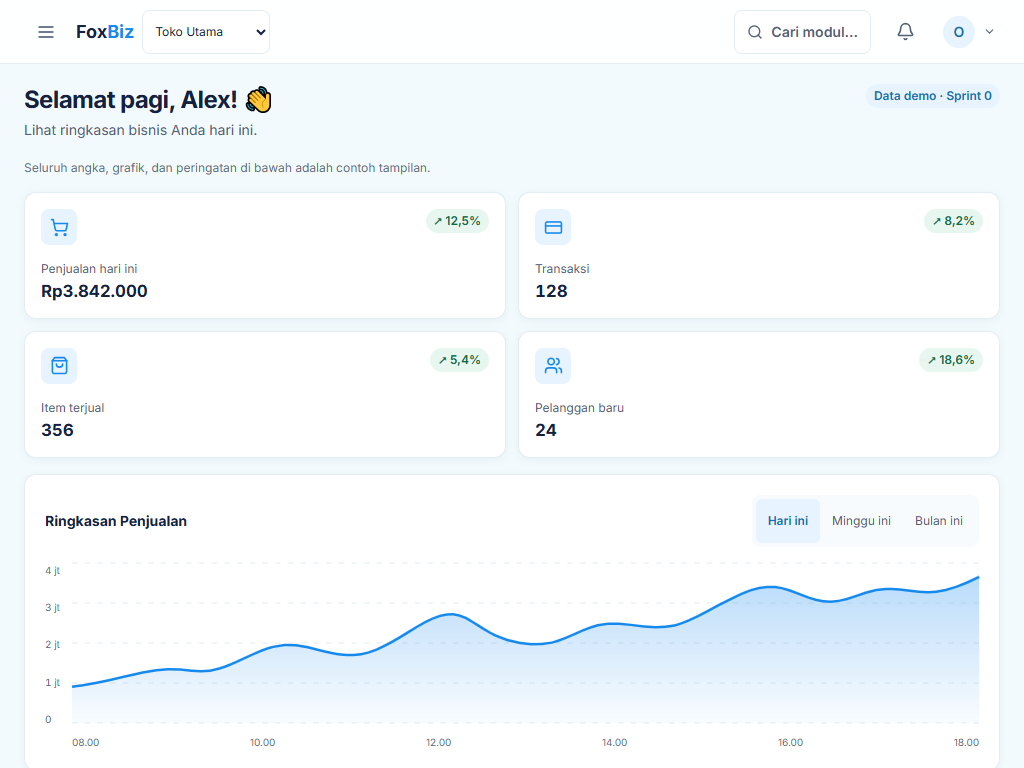 FoxBiz
Toko Utama
Cari modul...
O
Selamat pagi, Alex! 👋
Data demo · Sprint 0
Lihat ringkasan bisnis Anda hari ini.
Seluruh angka, grafik, dan peringatan di bawah adalah contoh tampilan.
↗ 12,5%
Penjualan hari ini
Rp3.842.000
↗ 8,2%
Transaksi
128
↗ 5,4%
Item terjual
356
↗ 18,6%
Pelanggan baru
24
Ringkasan Penjualan
Hari ini
Minggu ini
Bulan ini
4 jt
3 jt
2 jt
1 jt
0
08.00
10.00
12.00
14.00
16.00
18.00